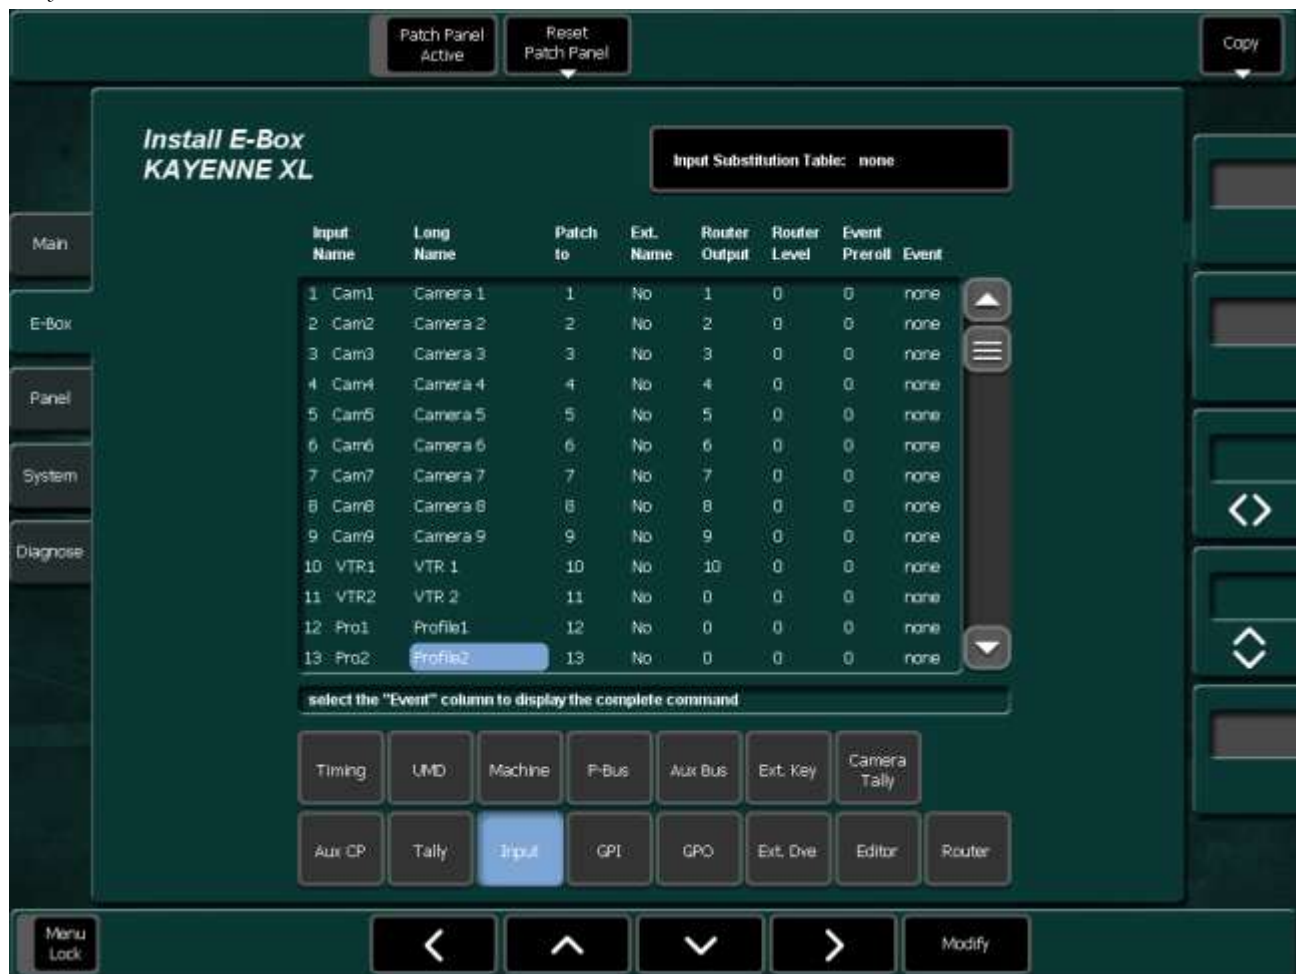 Patch Panel
Active
Reset
Patch Panel
Copy
Install E-Box
KAYENNE XL
Input Substitution Table: none
Main
E-Box
Panel
System
Diagnose
Input Name Long Name Patch to Ext. Name Router Output Router Level Event Preroll Event
1 Cam1 Camera 1 1 No 1 0 0 none
2 Cam2 Camera 2 2 No 2 0 0 none
3 Cam3 Camera 3 3 No 3 0 0 none
4 Cam4 Camera 4 4 No 4 0 0 none
5 Cam5 Camera 5 5 No 5 0 0 none
6 Cam6 Camera 6 6 No 6 0 0 none
7 Cam7 Camera 7 7 No 7 0 0 none
8 Cam8 Camera 8 8 No 8 0 0 none
9 Cam9 Camera 9 9 No 9 0 0 none
10 VTR1 VTR 1 10 No 10 0 0 none
11 VTR2 VTR 2 11 No 0 0 0 none
12 Pro1 Profile1 12 No 0 0 0 none
13 Pro2 Profile2 13 No 0 0 0 none
select the "Event" column to display the complete command
Timing UMD Machine P-Bus Aux Bus Ext. Key Camera Tally
Aux CP Tally Input GPI GPO Ext. Dve Editor Router
Menu
Lock
Modify